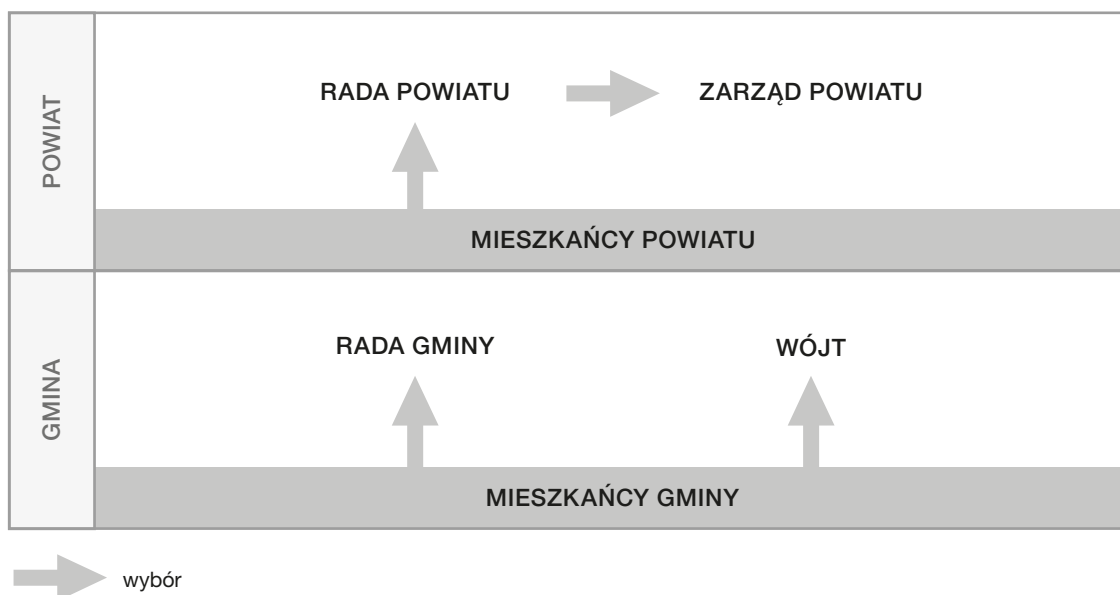 POWIAT
RADA POWIATU
ZARZĄD POWIATU
MIESZKAŃCY POWIATU
GMINA
RADA GMINY
WÓJT
MIESZKAŃCY GMINY
wybór